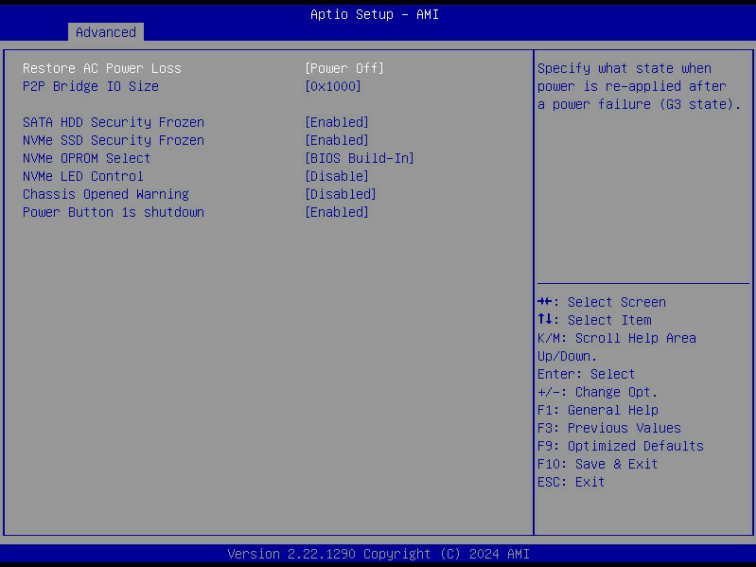 Aptio Setup – AMI
Advanced
Restore AC Power Loss [Power Off]
P2P Bridge IO Size [0x1000]
SATA HDD Security Frozen [Enabled]
NVMe SSD Security Frozen [Enabled]
NVMe OPROM Select [BIOS Build-In]
NVMe LED Control [Disable]
Chassis Opened Warning [Disabled]
Power Button 1s shutdown [Enabled]
Specify what state when
power is re-applied after
a power failure (G3 state).
→←: Select Screen
↑↓: Select Item
K/M: Scroll Help Area
Up/Down.
Enter: Select
+/-: Change Opt.
F1: General Help
F3: Previous Values
F9: Optimized Defaults
F10: Save & Exit
ESC: Exit
Version 2.22.1290 Copyright (C) 2024 AMI